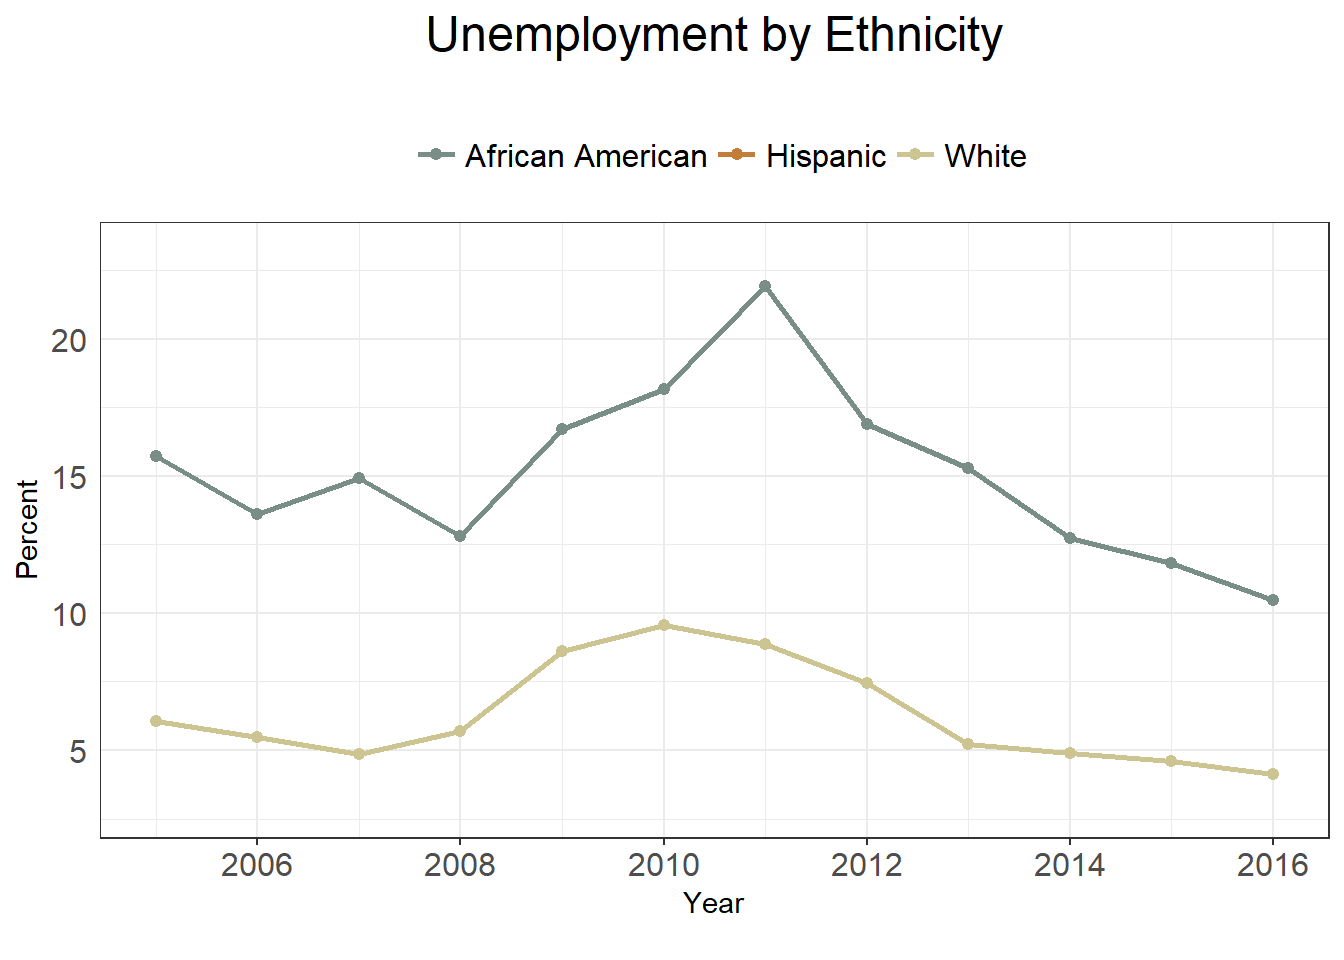 Unemployment by Ethnicity
African American Hispanic White
20
15
10
5
Percent
2006 2008 2010 2012 2014 2016
Year